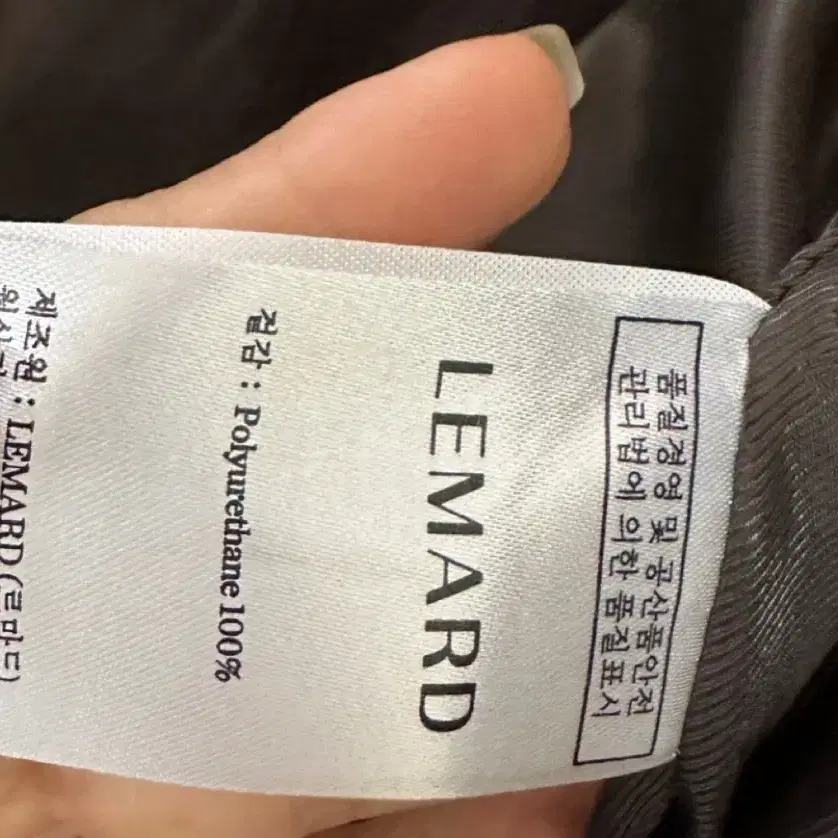 품질경영 및 공산품안전
관리법에 의한 품질표시
LEMARD
겉감 : Polyurethane 100%
제조원 : LEMARD (르마드)